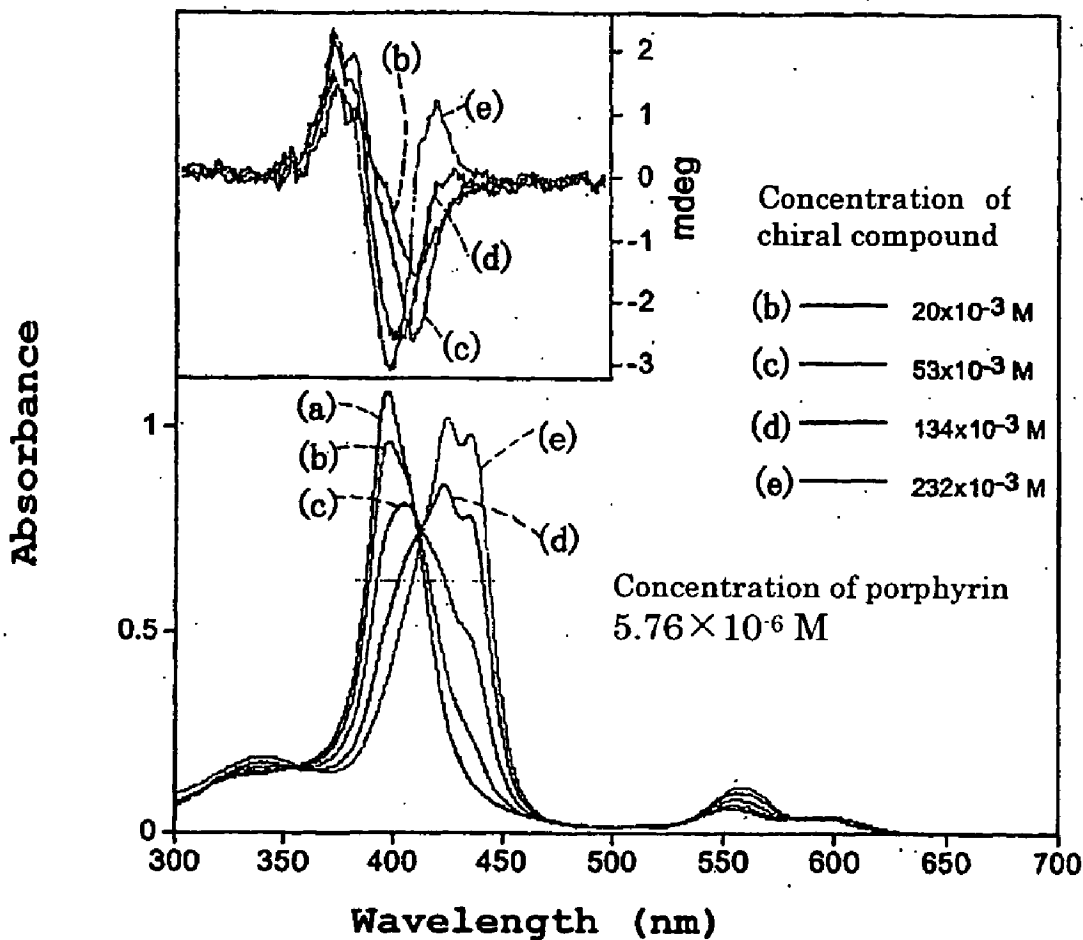 2
1
0
-1
-2
-3
mdeg
(b)
(e)
(d)
(c)
Concentration of
chiral compound
(b) 20x10-3 M
(c) 53x10-3 M
(d) 134x10-3 M
(e) 232x10-3 M
Absorbance
1
0.5
0
(a)
(b)
(c)
(e)
(d)
Concentration of porphyrin
5.76×10-6 M
300 350 400 450 500 550 600 650 700
Wavelength (nm)